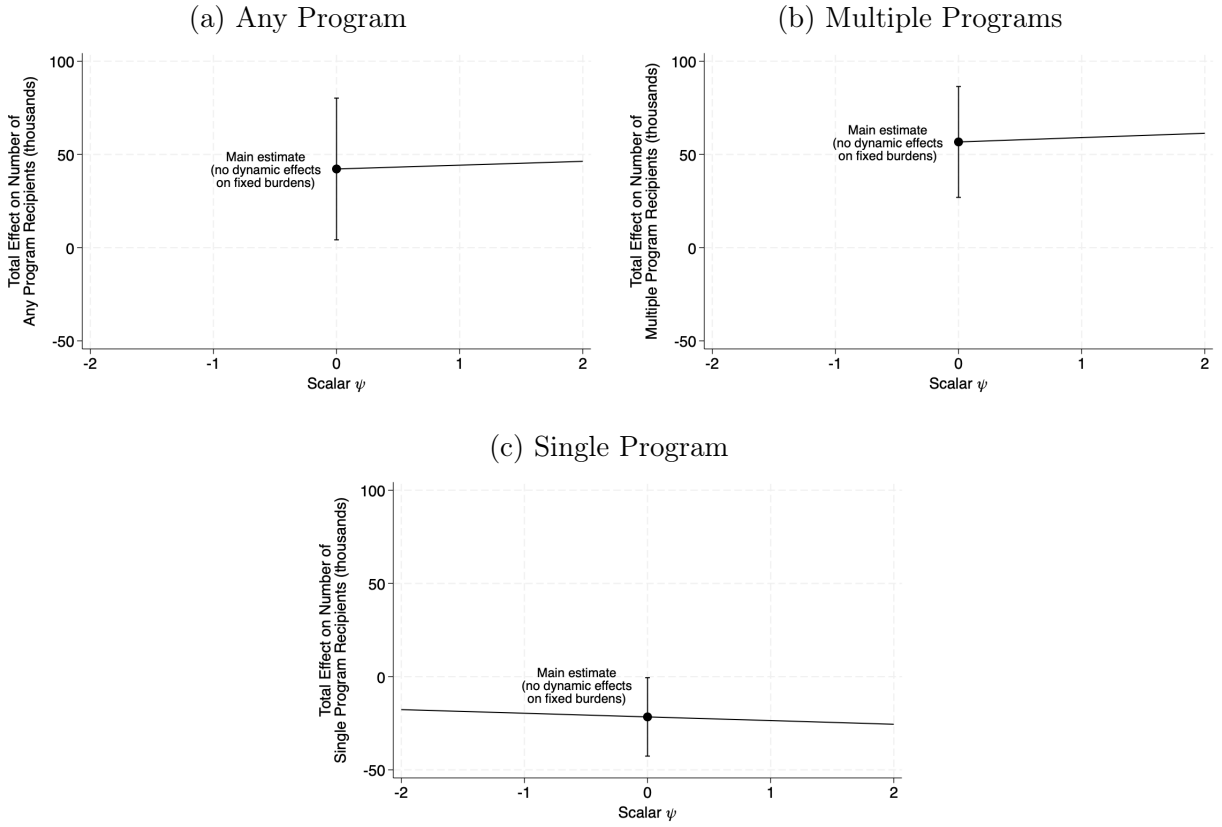 (a) Any Program
Total Effect on Number of
Any Program Recipients (thousands)
100
50
0
-50
Main estimate
(no dynamic effects
on fixed burdens)
-2
-1
0
1
2
Scalar ψ
(b) Multiple Programs
Total Effect on Number of
Multiple Program Recipients (thousands)
100
50
0
-50
Main estimate
(no dynamic effects
on fixed burdens)
-2
-1
0
1
2
Scalar ψ
(c) Single Program
Total Effect on Number of
Single Program Recipients (thousands)
100
50
0
-50
Main estimate
(no dynamic effects
on fixed burdens)
-2
-1
0
1
2
Scalar ψ